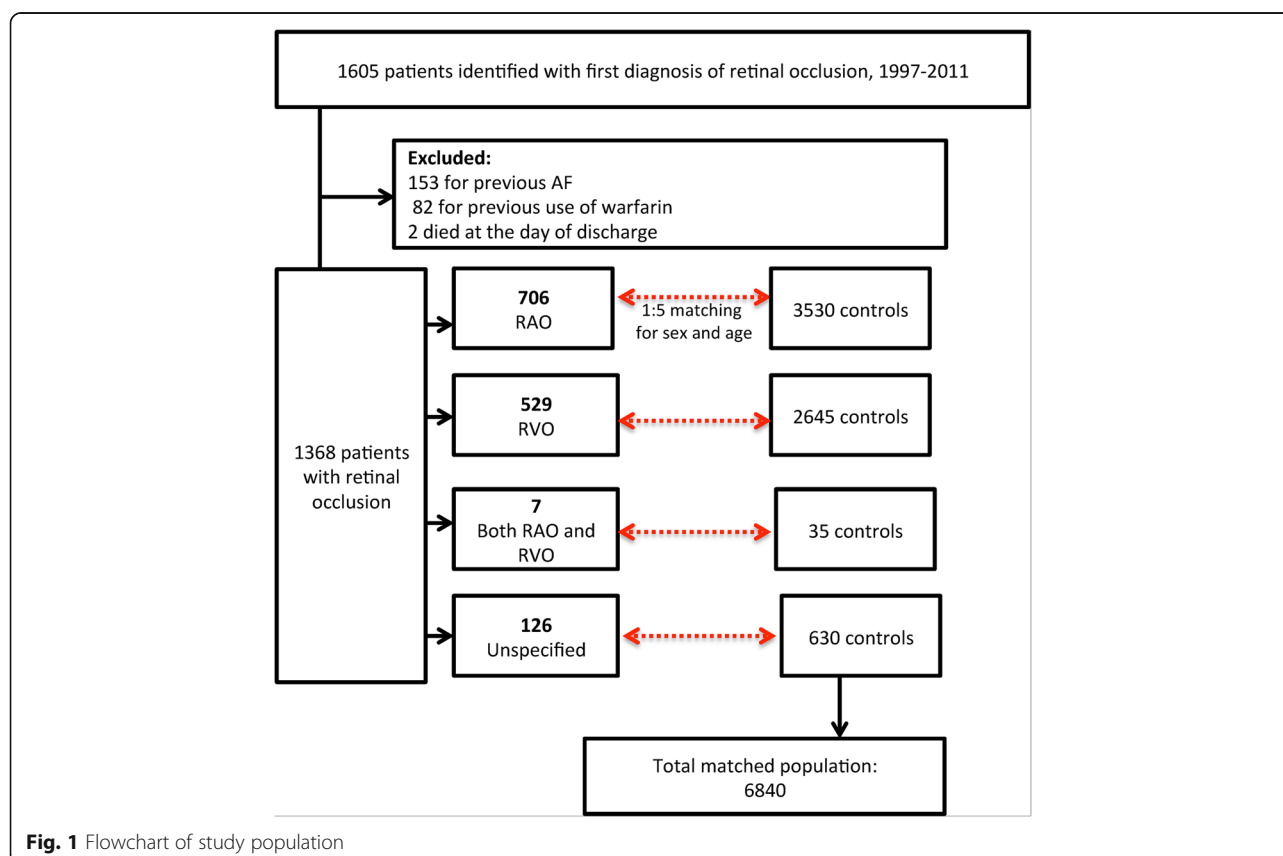 1605 patients identified with first diagnosis of retinal occlusion, 1997-2011
Excluded:
153 for previous AF
82 for previous use of warfarin
2 died at the day of discharge
1368 patients
with retinal
occlusion
706
RAO
1:5 matching
for sex and age
3530 controls
529
RVO
2645 controls
7
Both RAO and
RVO
35 controls
126
Unspecified
630 controls
Total matched population:
6840
Fig. 1 Flowchart of study population